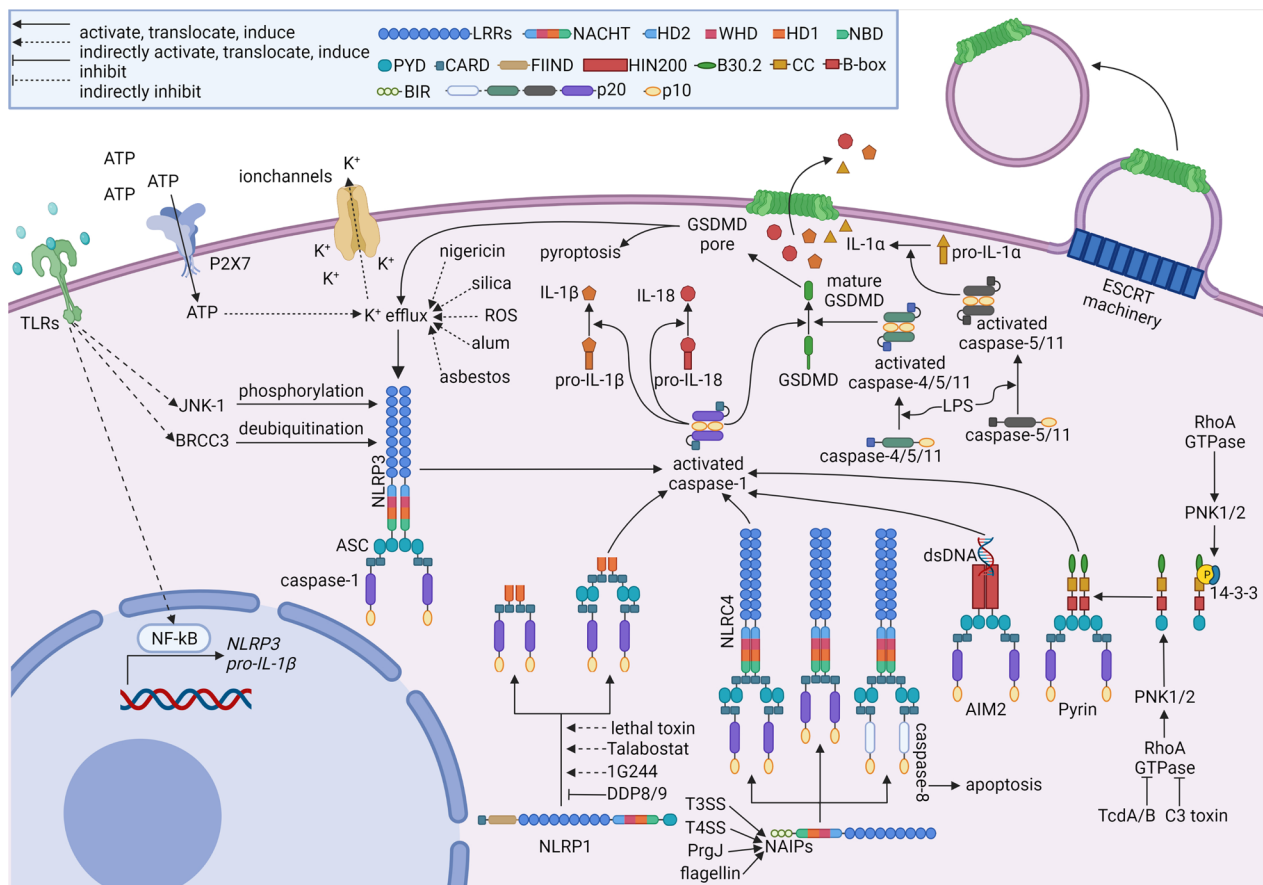 activate, translocate, induce
indirectly activate, translocate, induce
inhibit
indirectly inhibit
LRRs NACHT HD2 WHD HD1 NBD
PYD CARD FIIND HIN200 B30.2 CC B-box
BIR p20 p10
ATP
ATP
ATP
P2X7
ATP
TLRs
ionchannels
K⁺
K⁺
K⁺
K⁺
K⁺ efflux
nigericin
silica
ROS
alum
asbestos
pyroptosis
GSDMD
pore
IL-1β
pro-IL-1β
IL-18
pro-IL-18
mature
GSDMD
GSDMD
IL-1α
pro-IL-1α
activated
caspase-5/11
activated
caspase-4/5/11
LPS
caspase-5/11
caspase-4/5/11
ESCRT
machinery
JNK-1
phosphorylation
BRCC3
deubiquitination
NLRP3
ASC
caspase-1
activated
caspase-1
NF-kB
NLRP3
pro-IL-1β
lethal toxin
Talabostat
1G244
DDP8/9
NLRP1
NLRC4
caspase-8
apoptosis
T3SS
T4SS
PrgJ
flagellin
NAIPs
dsDNA
AIM2
Pyrin
RhoA
GTPase
PNK1/2
P
14-3-3
PNK1/2
RhoA
GTPase
TcdA/B
C3 toxin